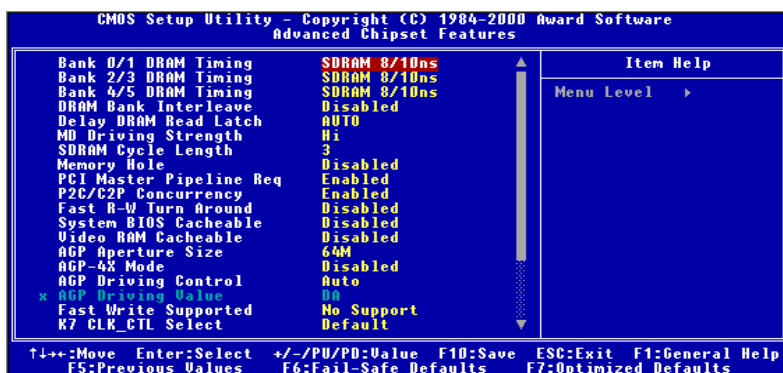 CMOS Setup Utility - Copyright (C) 1984-2000 Award Software
Advanced Chipset Features
Bank 0/1 DRAM Timing SDRAM 8/10ns
Bank 2/3 DRAM Timing SDRAM 8/10ns
Bank 4/5 DRAM Timing SDRAM 8/10ns
DRAM Bank Interleave Disabled
Delay DRAM Read Latch AUTO
MD Driving Strength Hi
SDRAM Cycle Length 3
Memory Hole Disabled
PCI Master Pipeline Req Enabled
P2C/C2P Concurrency Enabled
Fast R-W Turn Around Disabled
System BIOS Cacheable Disabled
Video RAM Cacheable Disabled
AGP Aperture Size 64M
AGP-4X Mode Disabled
AGP Driving Control Auto
x AGP Driving Value DA
Fast Write Supported No Support
K7 CLK_CTL Select Default
Item Help
Menu Level ▸
↑↓→←:Move Enter:Select +/-/PU/PD:Value F10:Save ESC:Exit F1:General Help
F5:Previous Values F6:Fail-Safe Defaults F7:Optimized Defaults